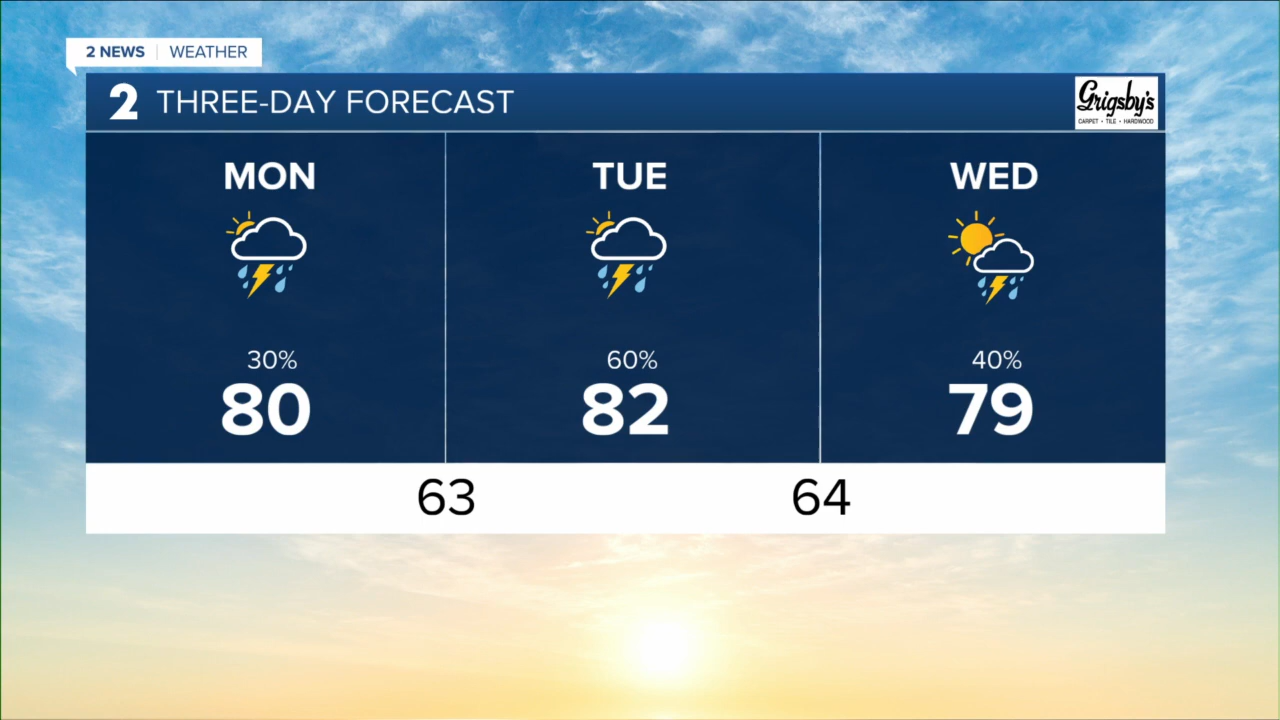 2 NEWS WEATHER
2 THREE-DAY FORECAST
Grigsby's
CARPET • TILE • HARDWOOD
MON TUE WED
30% 60% 40%
80 82 79
63 64